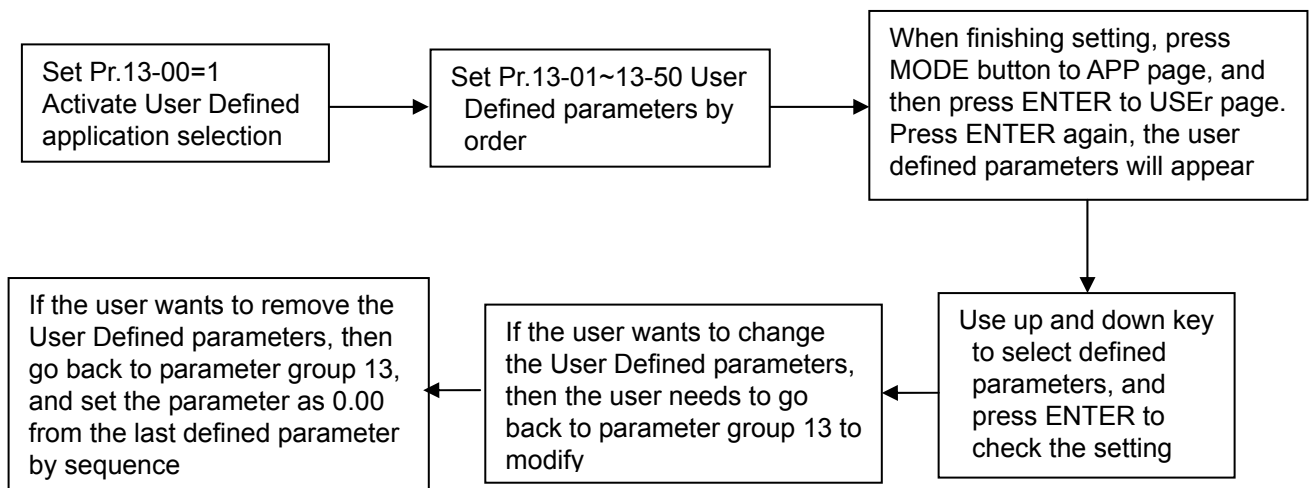 Set Pr.13-00=1
Activate User Defined
application selection
Set Pr.13-01~13-50 User
Defined parameters by
order
When finishing setting, press
MODE button to APP page, and
then press ENTER to USEr page.
Press ENTER again, the user
defined parameters will appear
Use up and down key
to select defined
parameters, and
press ENTER to
check the setting
If the user wants to change
the User Defined parameters,
then the user needs to go
back to parameter group 13 to
modify
If the user wants to remove the
User Defined parameters, then
go back to parameter group 13,
and set the parameter as 0.00
from the last defined parameter
by sequence